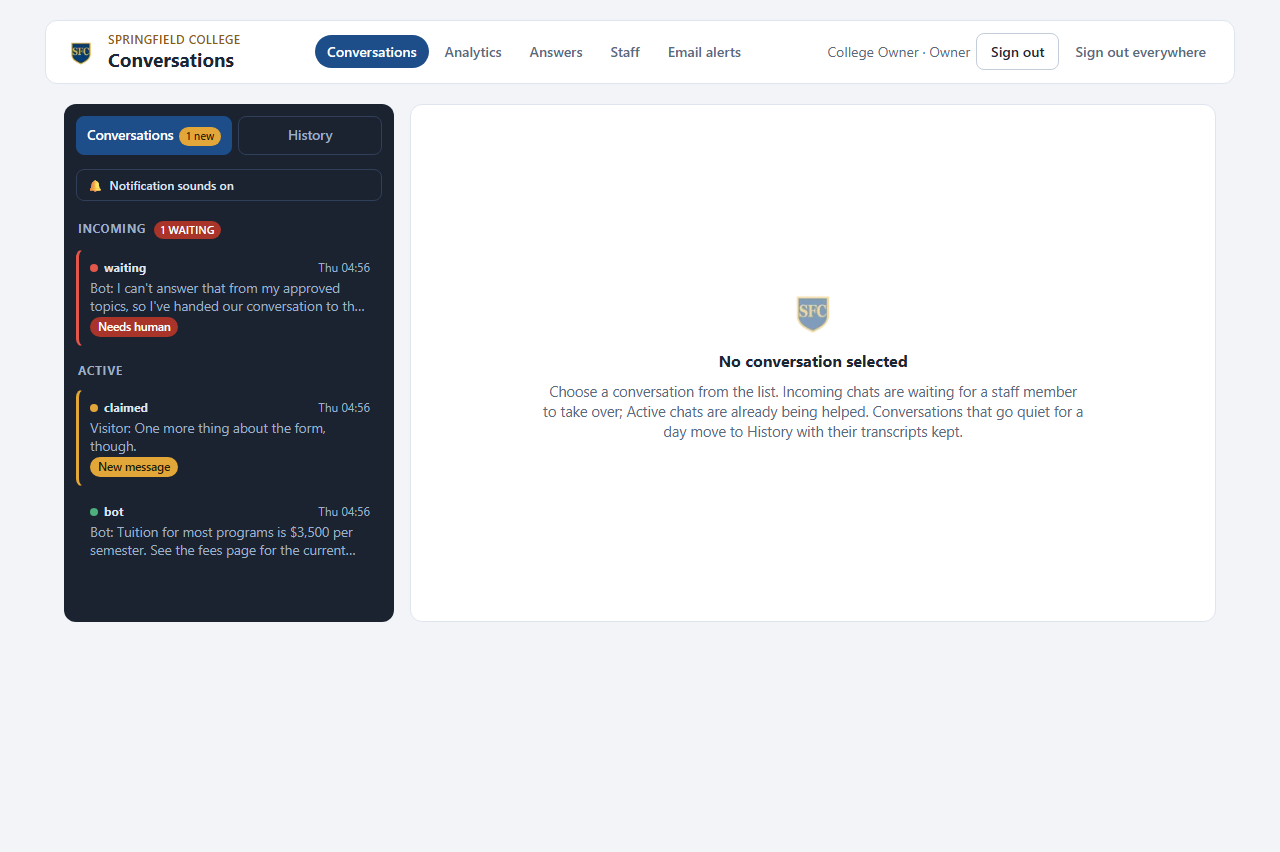 SFC
SPRINGFIELD COLLEGE
Conversations
Conversations
Analytics
Answers
Staff
Email alerts
College Owner · Owner
Sign out
Sign out everywhere
Conversations 1 new
History
Notification sounds on
INCOMING 1 WAITING
waiting Thu 04:56
Bot: I can't answer that from my approved
topics, so I've handed our conversation to th...
Needs human
ACTIVE
claimed Thu 04:56
Visitor: One more thing about the form,
though.
New message
bot Thu 04:56
Bot: Tuition for most programs is $3,500 per
semester. See the fees page for the current...
SFC
No conversation selected
Choose a conversation from the list. Incoming chats are waiting for a staff member
to take over; Active chats are already being helped. Conversations that go quiet for a
day move to History with their transcripts kept.